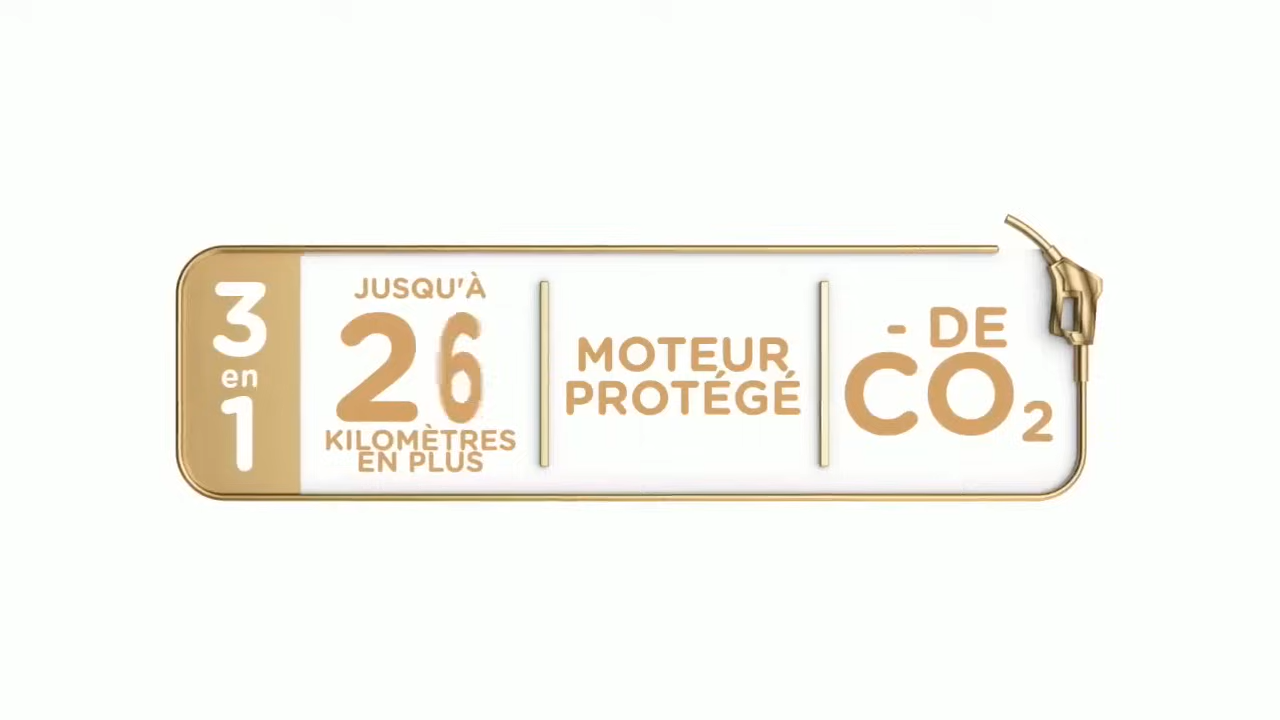 3
en
1
JUSQU'À
26
KILOMÈTRES
EN PLUS
MOTEUR
PROTÉGÉ
- DE
CO₂